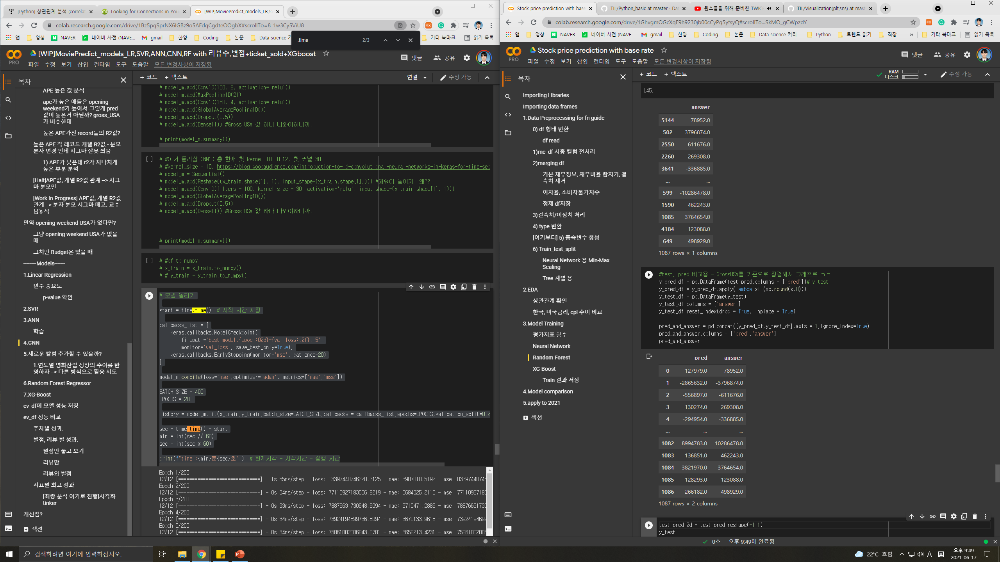 [Python] 상관관계 분석 (correlat
Looking for Connections in You
[WIP]MoviePredict_models_LR,SV
colab.research.google.com/drive/1Bz5pqSprNX6IGBz9o5AFdqCgdteOOgbX#scrollTo=8_1w3Cy5ViU8
앱 영상 NAVER 네이버 사전 (NAVE... gmail 한양 Coding 논문 Data science 커 기타 북마크 읽기 목록
.time 2/3
PRO
[WIP]MoviePredict_models_LR,SVR,ANN,CNN,RF with 리뷰수,별점+ticket_sold+XGboost
파일 수정 보기 삽입 런타임 도구 도움말 모든 변경사항이 저장됨
댓글 공유
목차
+ 코드 + 텍스트 연결 수정 가능
APE 높은 값 분석
ape가 높은 애들은 opening
weekend가 높아서 그렇게 pred
값이 높은거 아닐까? gross_USA
가 비슷한데
높은 APE가진 record들의 R2값?
높은 APE 각 레코드 개별 R2값 - 분모
분자 변경 인데 시그마 잘못 씌움
1) APE가 낮은데 r2가 지나치게
높은 부분 분석
[Halt]APE값, 개별 R2값 관계 --> 시그
마 분모만
[Work In Progress] APE값, 개별 R2값
관계 --> 분자 분모 시그마 떼고. 교수
님's 식
만약 opening weekend USA가 없다면?
그냥 opening weekend USA가 없을
때
그치만 Budget은 있을 때
-------Models------
1.Linear Regression
변수 중요도
p-value 확인
2.SVR
3.ANN
학습
4.CNN
5.새로운 칼럼 추가할 수 있을까?
1.연도별 영화산업 성장의 추이를 반
영하자 --> 다른 방식으로 활용 시도
6.Random Forest Regressor
7.XG-Boost
ev_df에 모델 성능 저장
ev_df 성능 비교
주차별 성과.
별점, 리뷰 별 성과.
별점만 놓고 보기
리뷰만
리뷰와 별점
지표별 최고 성과
[최종 분석 이거로 진행]시각화
tinker
개선점?
섹션
# model_m.add(Conv1D(100, 8, activation='relu'))
# model_m.add(MaxPooling1D(2))
# model_m.add(Conv1D(160, 4, activation='relu'))
# model_m.add(GlobalAveragePooling1D())
# model_m.add(Dropout(0.5))
# model_m.add(Dense(1)) #Gross USA 값 하나 나와야하니까.
# print(model_m.summary())
[ ] # #이거 돌리삼 CNN1D 층 한개 첫 kernel 10 -0.12, 첫 커널 30
# #kernel_size = 10, https://blog.goodaudience.com/introduction-to-1d-convolutional-neural-networks-in-keras-for-time-seq
# model_m = Sequential()
# model_m.add(Reshape((x_train.shape[1], 1), input_shape=(x_train.shape[1],))) #해줘야 돌아가! 왜??
# model_m.add(Conv1D(filters = 100, kernel_size = 30, activation='relu', input_shape=(x_train.shape[1], 1)))
# model_m.add(GlobalAveragePooling1D())
# model_m.add(Dropout(0.5))
# model_m.add(Dense(1)) #Gross USA 값 하나 나와야하니까.
# print(model_m.summary())
[ ] # #df to numpy
# x_train = x_train.to_numpy()
# # y_train = y_train.to_numpy()
# 모델 돌리기
start = time.time() # 시작 시간 저장
callbacks_list = [
keras.callbacks.ModelCheckpoint(
filepath='best_model.{epoch:02d}-{val_loss:.2f}.h5',
monitor='val_loss', save_best_only=True),
keras.callbacks.EarlyStopping(monitor='mse', patience=20)
]
model_m.compile(loss='mse',optimizer='adam', metrics=['mae','mse'])
BATCH_SIZE = 400
EPOCHS = 200
history = model_m.fit(x_train,y_train,batch_size=BATCH_SIZE,callbacks = callbacks_list,epochs=EPOCHS,validation_split=0.2
sec = time.time() - start
min = int(sec // 60)
sec = int(sec % 60)
print(f"time :{min}분{sec}초" ) # 현재시각 - 시작시간 = 실행 시간
Epoch 1/200
12/12 [==============================] - 1s 55ms/step - loss: 83397448746220.3125 - mae: 3907010.5192 - mse: 83397448746
Epoch 2/200
12/12 [==============================] - 0s 34ms/step - loss: 77110927183556.9219 - mae: 3684325.2115 - mse: 77110927183
Epoch 3/200
12/12 [==============================] - 0s 33ms/step - loss: 78876631730648.6094 - mae: 3719471.2885 - mse: 78876631730
Epoch 4/200
12/12 [==============================] - 0s 34ms/step - loss: 73924194699736.6094 - mae: 3670133.9615 - mse: 73924194699
Epoch 5/200
12/12 [==============================] - 0s 34ms/step - loss: 75861002006843.0781 - mae: 3658213.4231 - mse: 75861002006
Stock price prediction with base
TIL/Python_basic at master · Dat
원스들을 위해 준비한 TWICE
TIL/Visualization(plt,sns) at mast
colab.research.google.com/drive/1GhvgmOGcXqF9h9230jb00cCyPq5yfsyQ#scrollTo=SkMO_gCWpzdY
앱 영상 NAVER 네이버 사전 (NAVE... gmail 한양 Coding 논문 Data science 커리... Python 트렌드 읽기 직장 » 기타 북마크 읽기 목록
PRO
Stock price prediction with base rate
파일 수정 보기 삽입 런타임 도구 도움말 모든 변경사항이 저장됨
댓글 공유
목차
+ 코드 + 텍스트 RAM 디스크 수정 가능
Importing Libraries
Importing data frames
1.Data Preprocessing for fn guide
0) df 형태 변환
df read
1)mc_df 시총 컬럼 전처리
2)merging df
기본 재무정보, 재무비율 합치기, 결
측치 제거
이자율, 소비자물가지수
정제 df저장
3)결측치/이상치 처리
4) type 변환
[여기부터] 5) 종속변수 생성
6) Train_test_split
Neural Network 용 Min-Max
Scaling
Tree 계열 용
2.EDA
상관관계 확인
한국, 미국금리, cpi 추이 비교
3.Model Training
평가지표 함수
Neural Network
Random Forest
XG-Boost
Train 결과 저장
4.Model comparison
5.apply to 2021
섹션
[45]
answer
5144 78952.0
502 -3796874.0
2550 -611676.0
2260 269308.0
3641 -336885.0
... ...
599 -10286478.0
1590 462243.0
1085 3764654.0
4184 123088.0
649 498929.0
1087 rows × 1 columns
#test, pred 비교용 - GrossUSA를 기준으로 정렬해서 그래프로 ㄱㄱ
y_pred_df = pd.DataFrame(test_pred,columns = ['pred'])# y_test
y_pred_df = y_pred_df.apply(lambda x: (np.round(x,0)))
y_test_df = pd.DataFrame(y_test)
y_test_df.columns = ['answer']
y_test_df.reset_index(drop = True, inplace = True)
pred_and_answer = pd.concat([y_pred_df,y_test_df],axis = 1,ignore_index=True)
pred_and_answer.columns = ['pred','answer']
pred_and_answer
pred answer
0 127979.0 78952.0
1 -2865632.0 -3796874.0
2 -556897.0 -611676.0
3 130274.0 269308.0
4 -294954.0 -336885.0
... ... ...
1082 -8994783.0 -10286478.0
1083 136851.0 462243.0
1084 3821970.0 3764654.0
1085 128293.0 123088.0
1086 266182.0 498929.0
1087 rows × 2 columns
test_pred_2d = test_pred.reshape(-1,1)
y_test
0초 오후 9:49에 완료됨
검색하려면 여기에 입력하십시오.
22°C 흐림
A 한
오후 9:49
2021-06-17